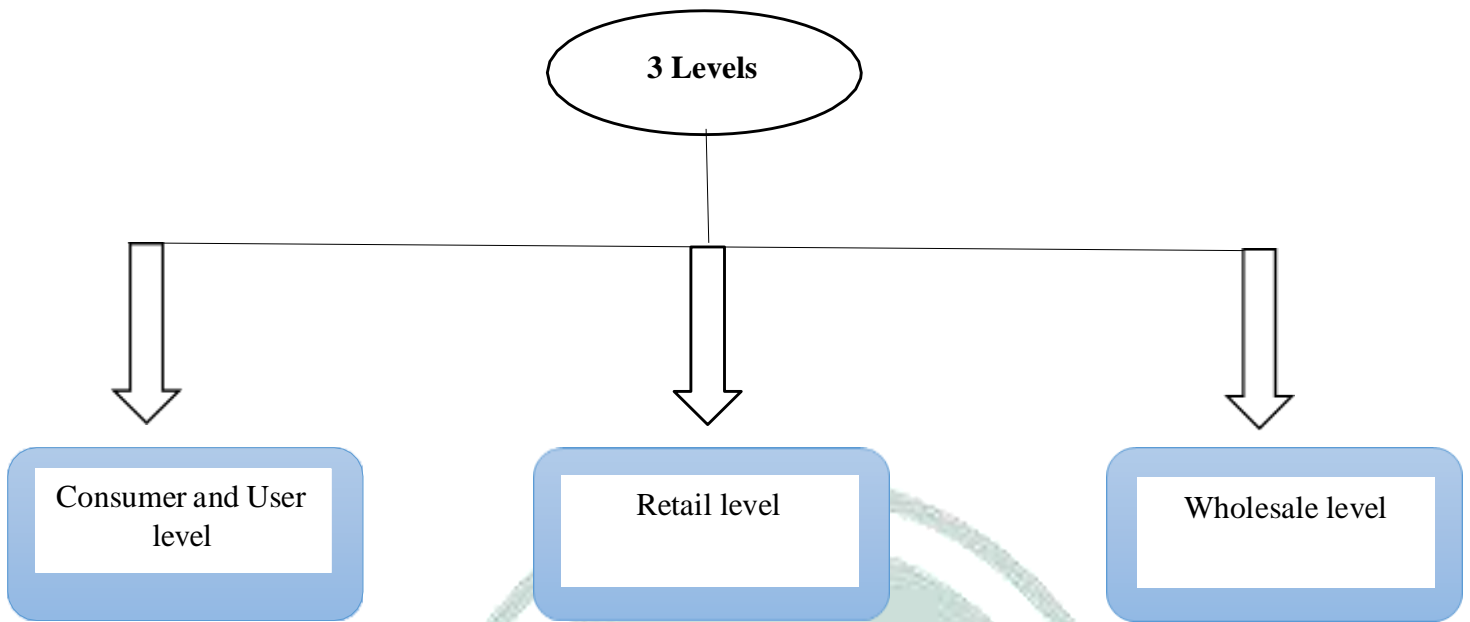 3 Levels
Consumer and User
level
Retail level
Wholesale level